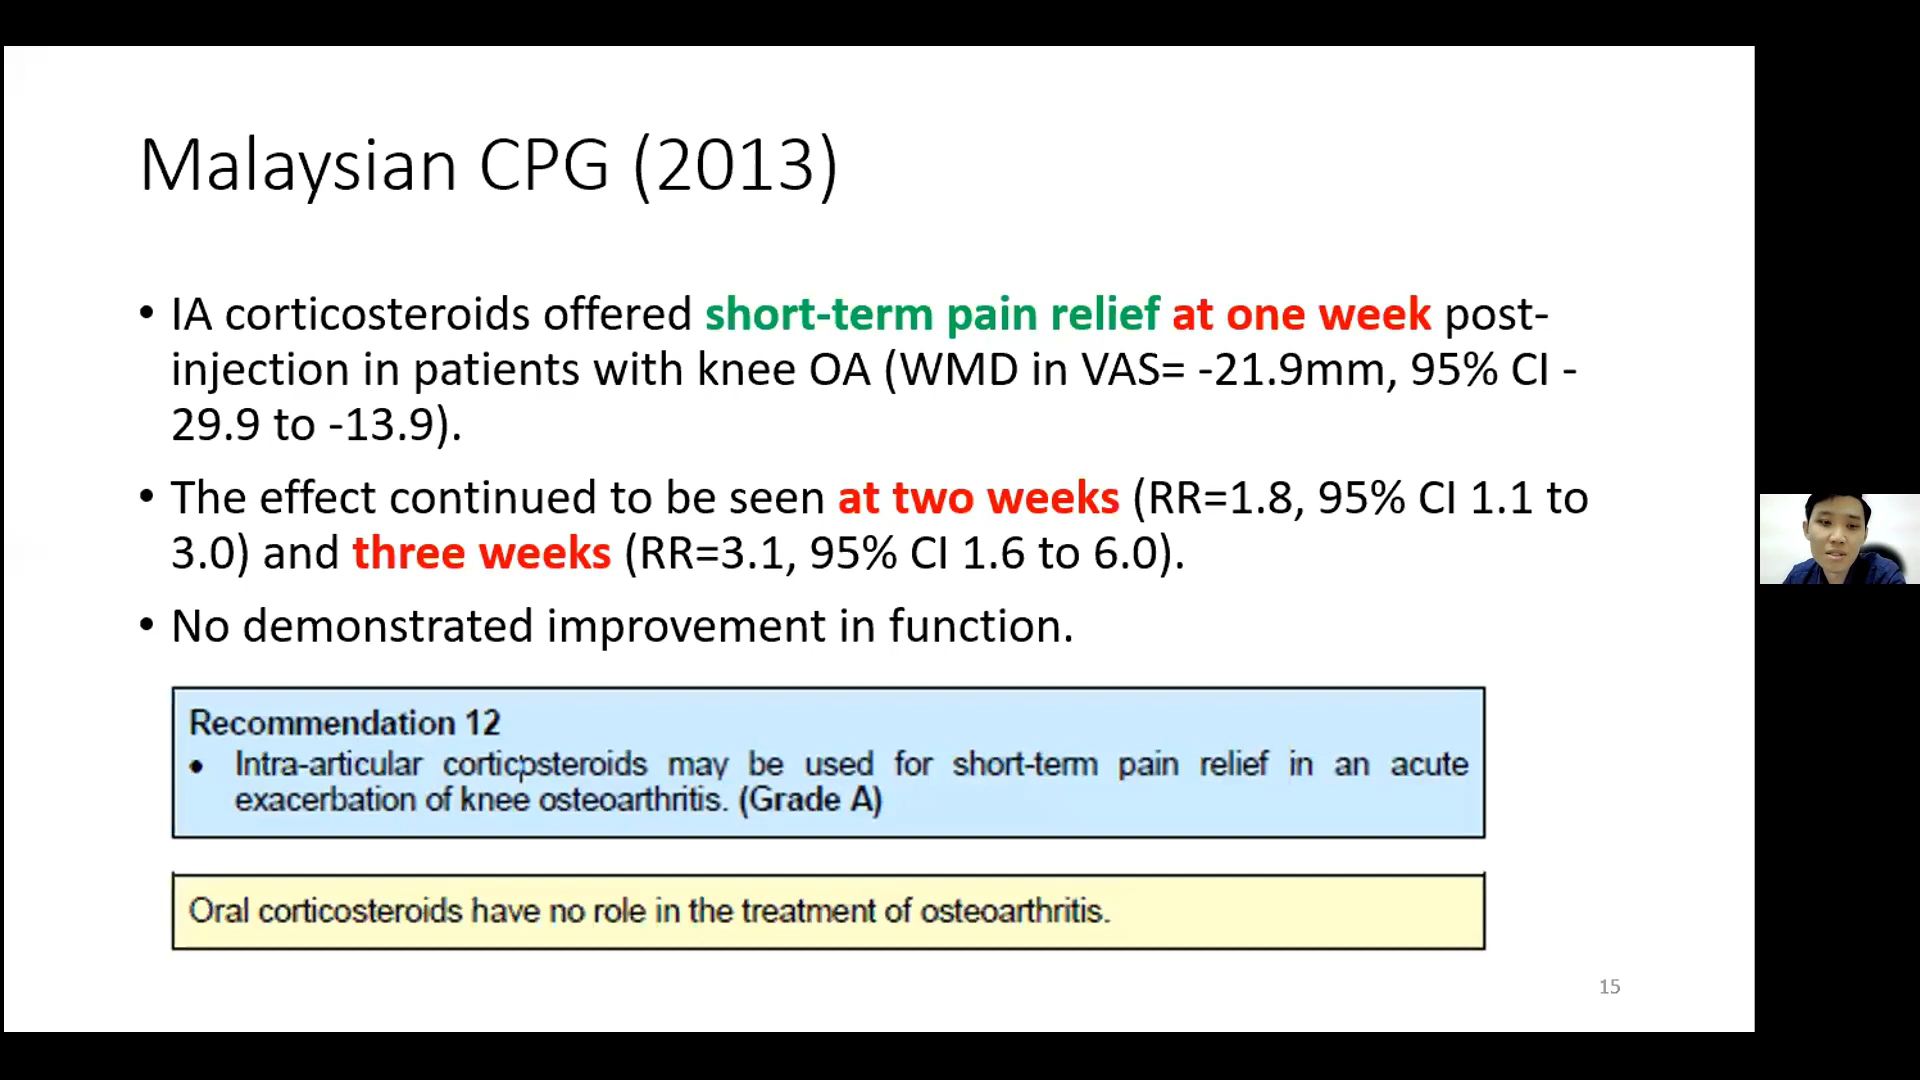 Malaysian CPG (2013)
• IA corticosteroids offered short-term pain relief at one week post-
injection in patients with knee OA (WMD in VAS= -21.9mm, 95% CI -
29.9 to -13.9).
• The effect continued to be seen at two weeks (RR=1.8, 95% CI 1.1 to
3.0) and three weeks (RR=3.1, 95% CI 1.6 to 6.0).
• No demonstrated improvement in function.
Recommendation 12
• Intra-articular corticosteroids may be used for short-term pain relief in an acute
exacerbation of knee osteoarthritis. (Grade A)
Oral corticosteroids have no role in the treatment of osteoarthritis.
15